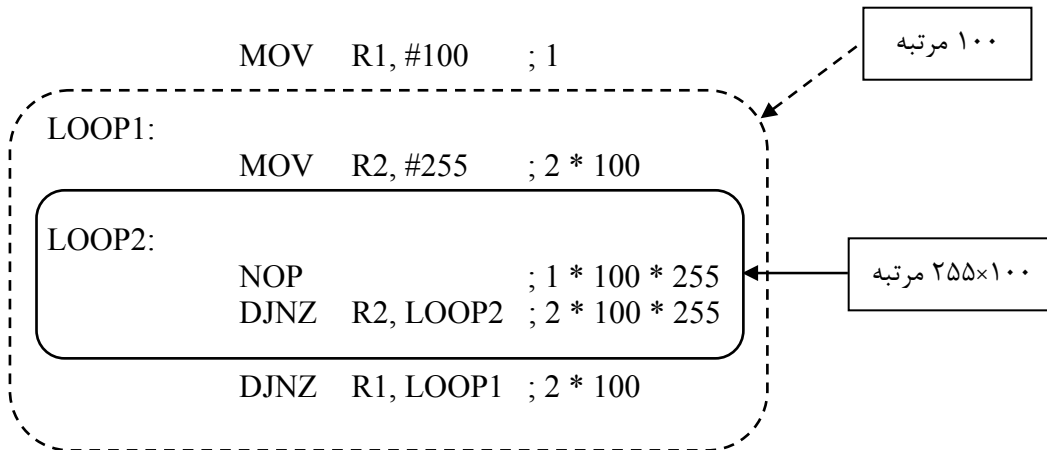 MOV R1, #100 ; 1
۱۰۰ مرتبه
LOOP1:
MOV R2, #255 ; 2 * 100
LOOP2:
NOP ; 1 * 100 * 255
DJNZ R2, LOOP2 ; 2 * 100 * 255
۲۵۵×۱۰۰ مرتبه
DJNZ R1, LOOP1 ; 2 * 100